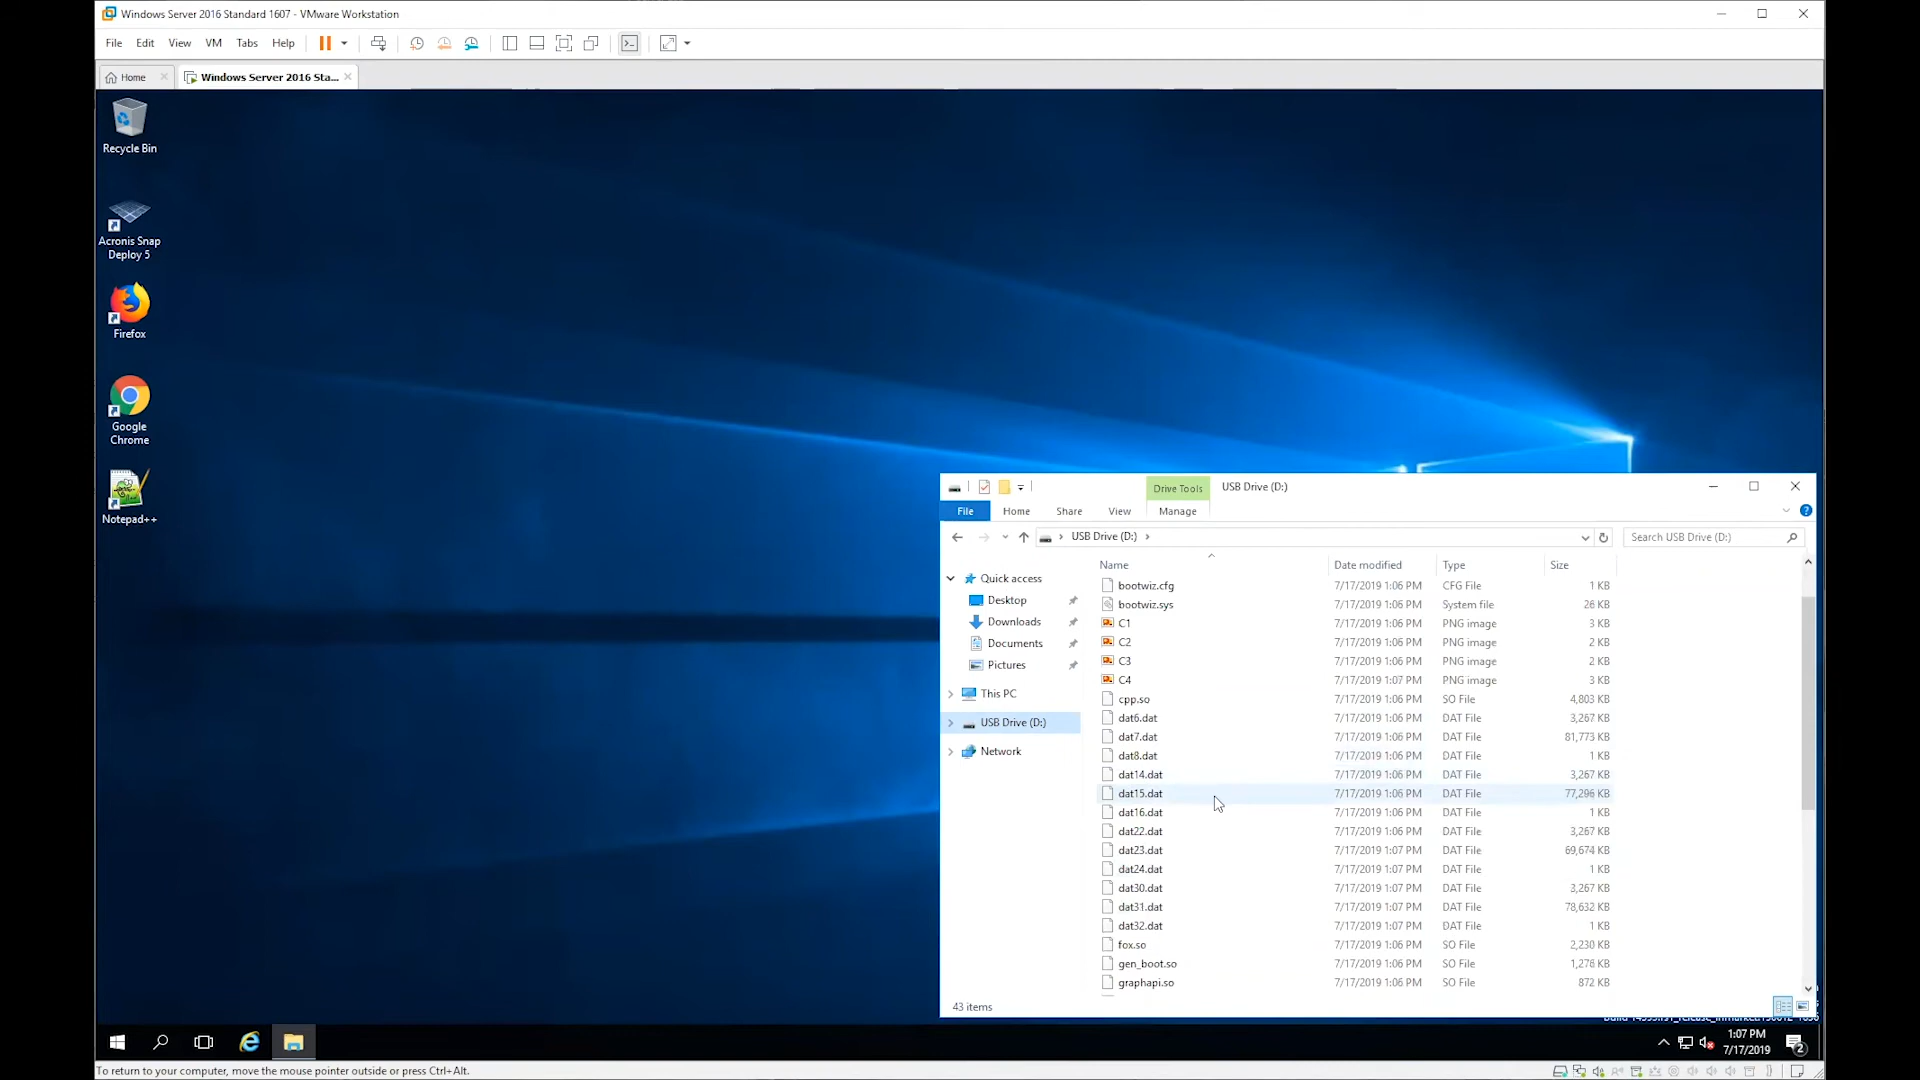 Windows Server 2016 Standard 1607 - VMware Workstation
File Edit View VM Tabs Help
Home
Windows Server 2016 Sta...
Recycle Bin
Acronis Snap
Deploy 5
Firefox
Google
Chrome
Notepad++
Drive Tools
USB Drive (D:)
File Home Share View Manage
USB Drive (D:)
Search USB Drive (D:)
Quick access
Desktop
Downloads
Documents
Pictures
This PC
USB Drive (D:)
Network
Name Date modified Type Size
bootwiz.cfg 7/17/2019 1:06 PM CFG File 1 KB
bootwiz.sys 7/17/2019 1:06 PM System file 26 KB
C1 7/17/2019 1:06 PM PNG image 3 KB
C2 7/17/2019 1:06 PM PNG image 2 KB
C3 7/17/2019 1:06 PM PNG image 2 KB
C4 7/17/2019 1:07 PM PNG image 3 KB
cpp.so 7/17/2019 1:06 PM SO File 4,803 KB
dat6.dat 7/17/2019 1:06 PM DAT File 3,267 KB
dat7.dat 7/17/2019 1:06 PM DAT File 81,773 KB
dat8.dat 7/17/2019 1:06 PM DAT File 1 KB
dat14.dat 7/17/2019 1:06 PM DAT File 3,267 KB
dat15.dat 7/17/2019 1:06 PM DAT File 77,296 KB
dat16.dat 7/17/2019 1:06 PM DAT File 1 KB
dat22.dat 7/17/2019 1:06 PM DAT File 3,267 KB
dat23.dat 7/17/2019 1:07 PM DAT File 69,674 KB
dat24.dat 7/17/2019 1:07 PM DAT File 1 KB
dat30.dat 7/17/2019 1:07 PM DAT File 3,267 KB
dat31.dat 7/17/2019 1:07 PM DAT File 78,632 KB
dat32.dat 7/17/2019 1:07 PM DAT File 1 KB
fox.so 7/17/2019 1:06 PM SO File 2,230 KB
gen_boot.so 7/17/2019 1:06 PM SO File 1,276 KB
graphapi.so 7/17/2019 1:06 PM SO File 872 KB
43 items
1:07 PM
7/17/2019
2
To return to your computer, move the mouse pointer outside or press Ctrl+Alt.